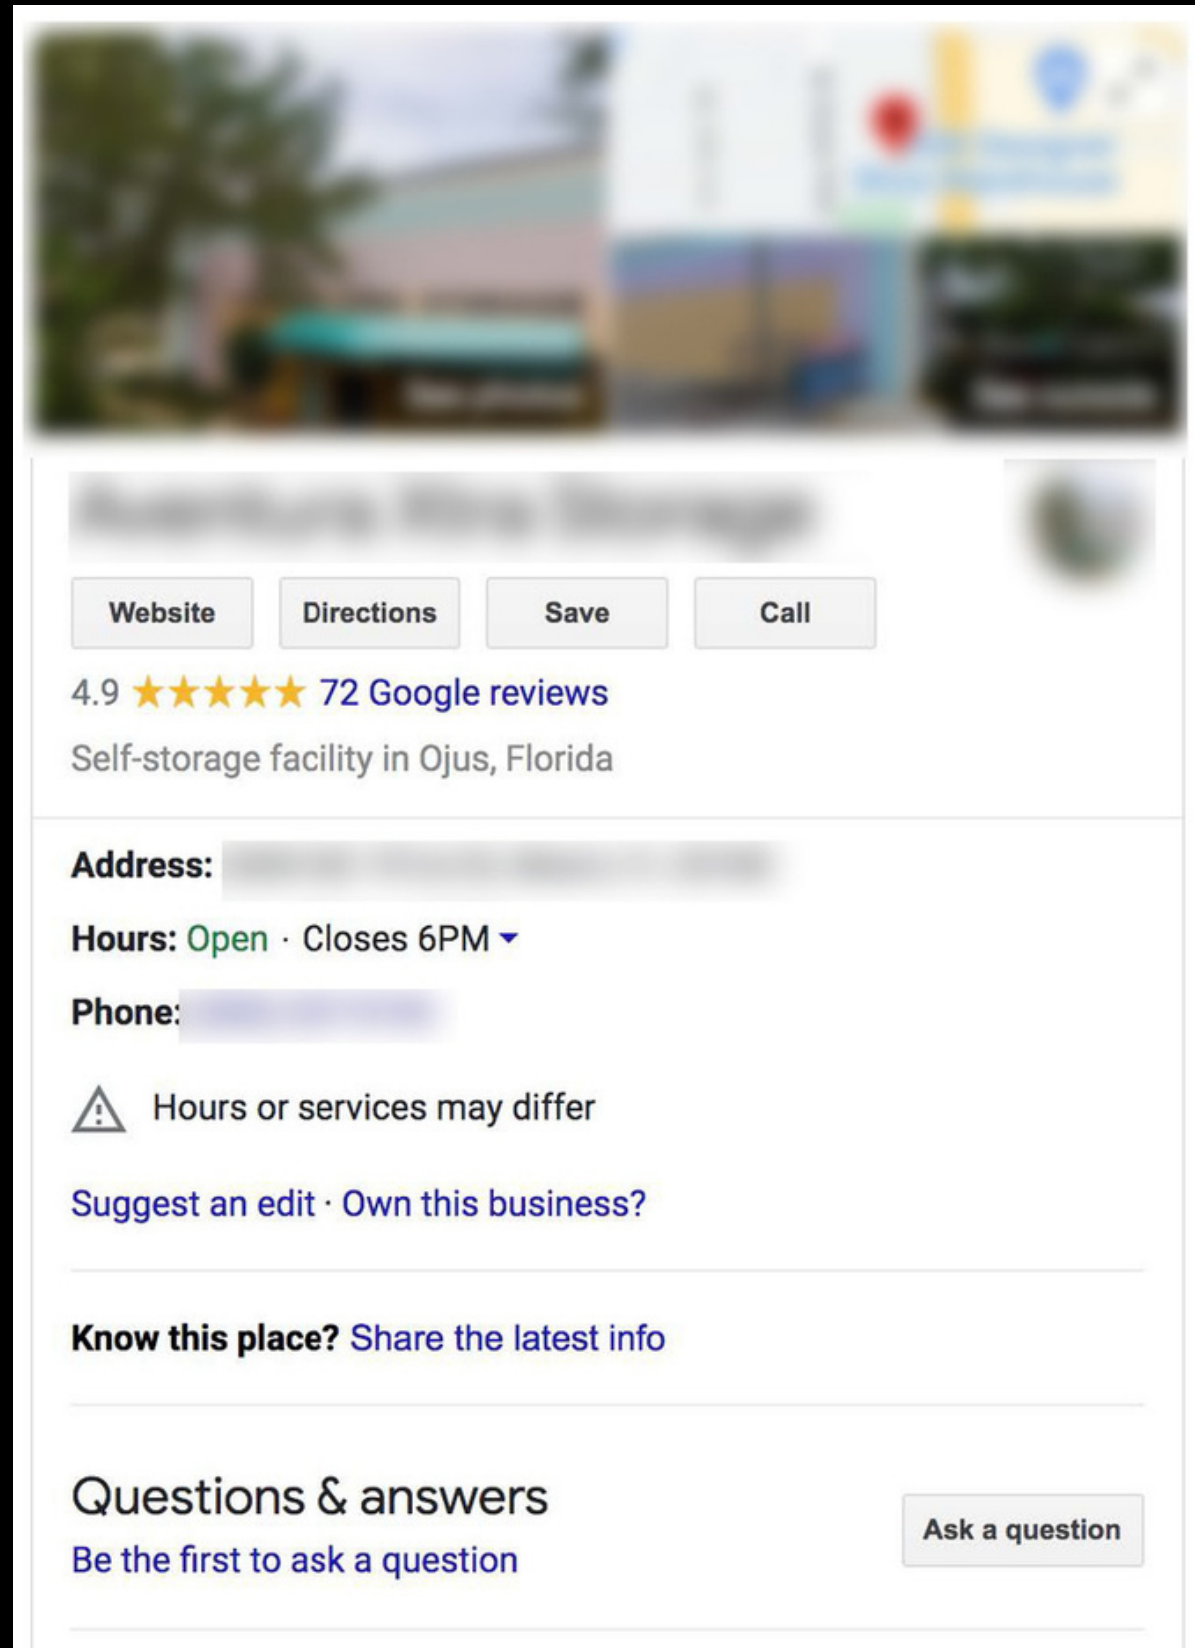 Website
Directions
Save
Call
4.9 72 Google reviews
Self-storage facility in Ojus, Florida
Address:
Hours: Open · Closes 6PM
Phone:
Hours or services may differ
Suggest an edit · Own this business?
Know this place? Share the latest info
Questions & answers
Be the first to ask a question
Ask a question